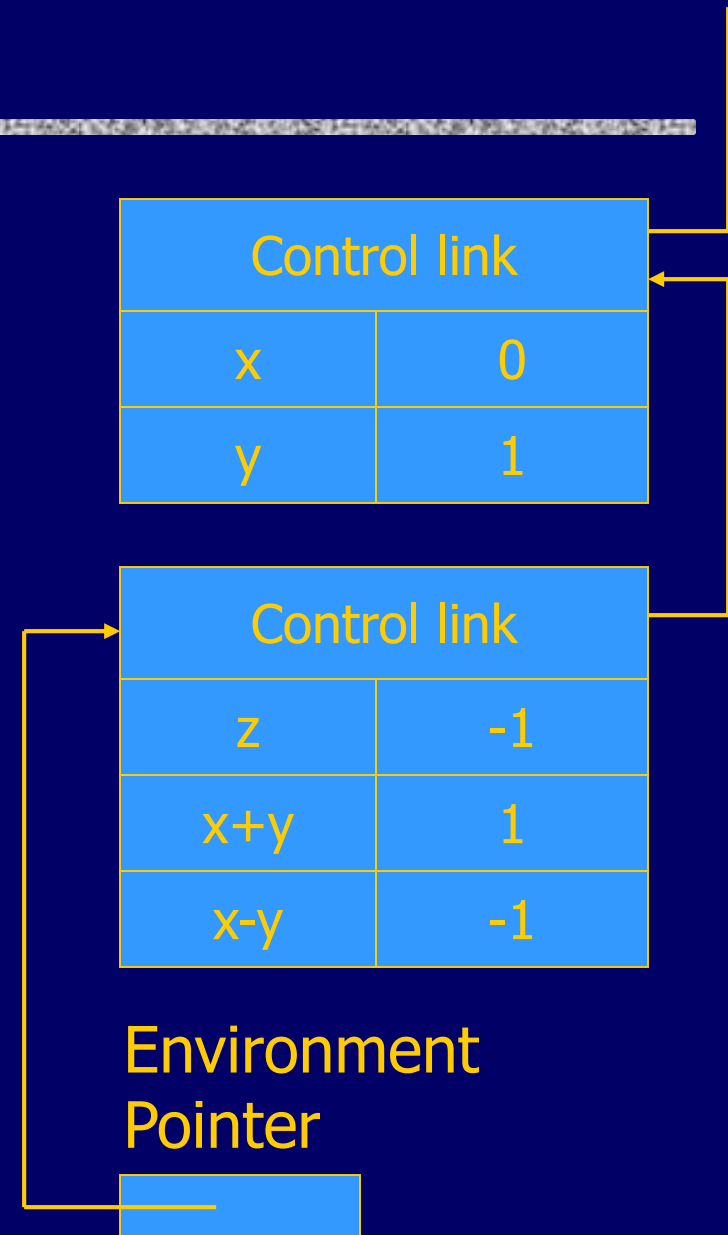 Control link
x 0
y 1
Control link
z -1
x+y 1
x-y -1
Environment
Pointer